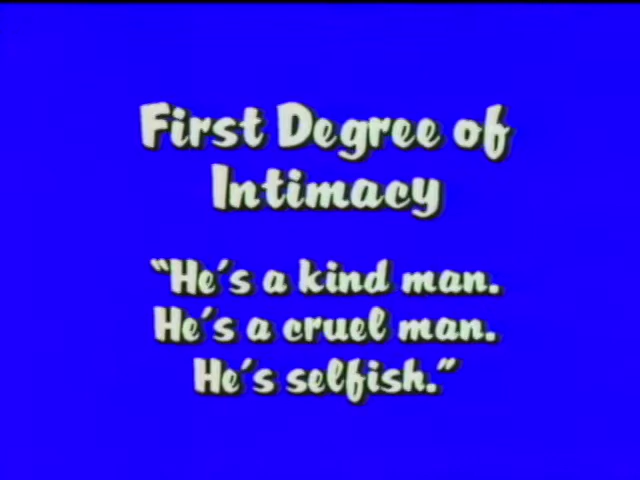 First Degree of
Intimacy
"He's a kind man.
He's a cruel man.
He's selfish."